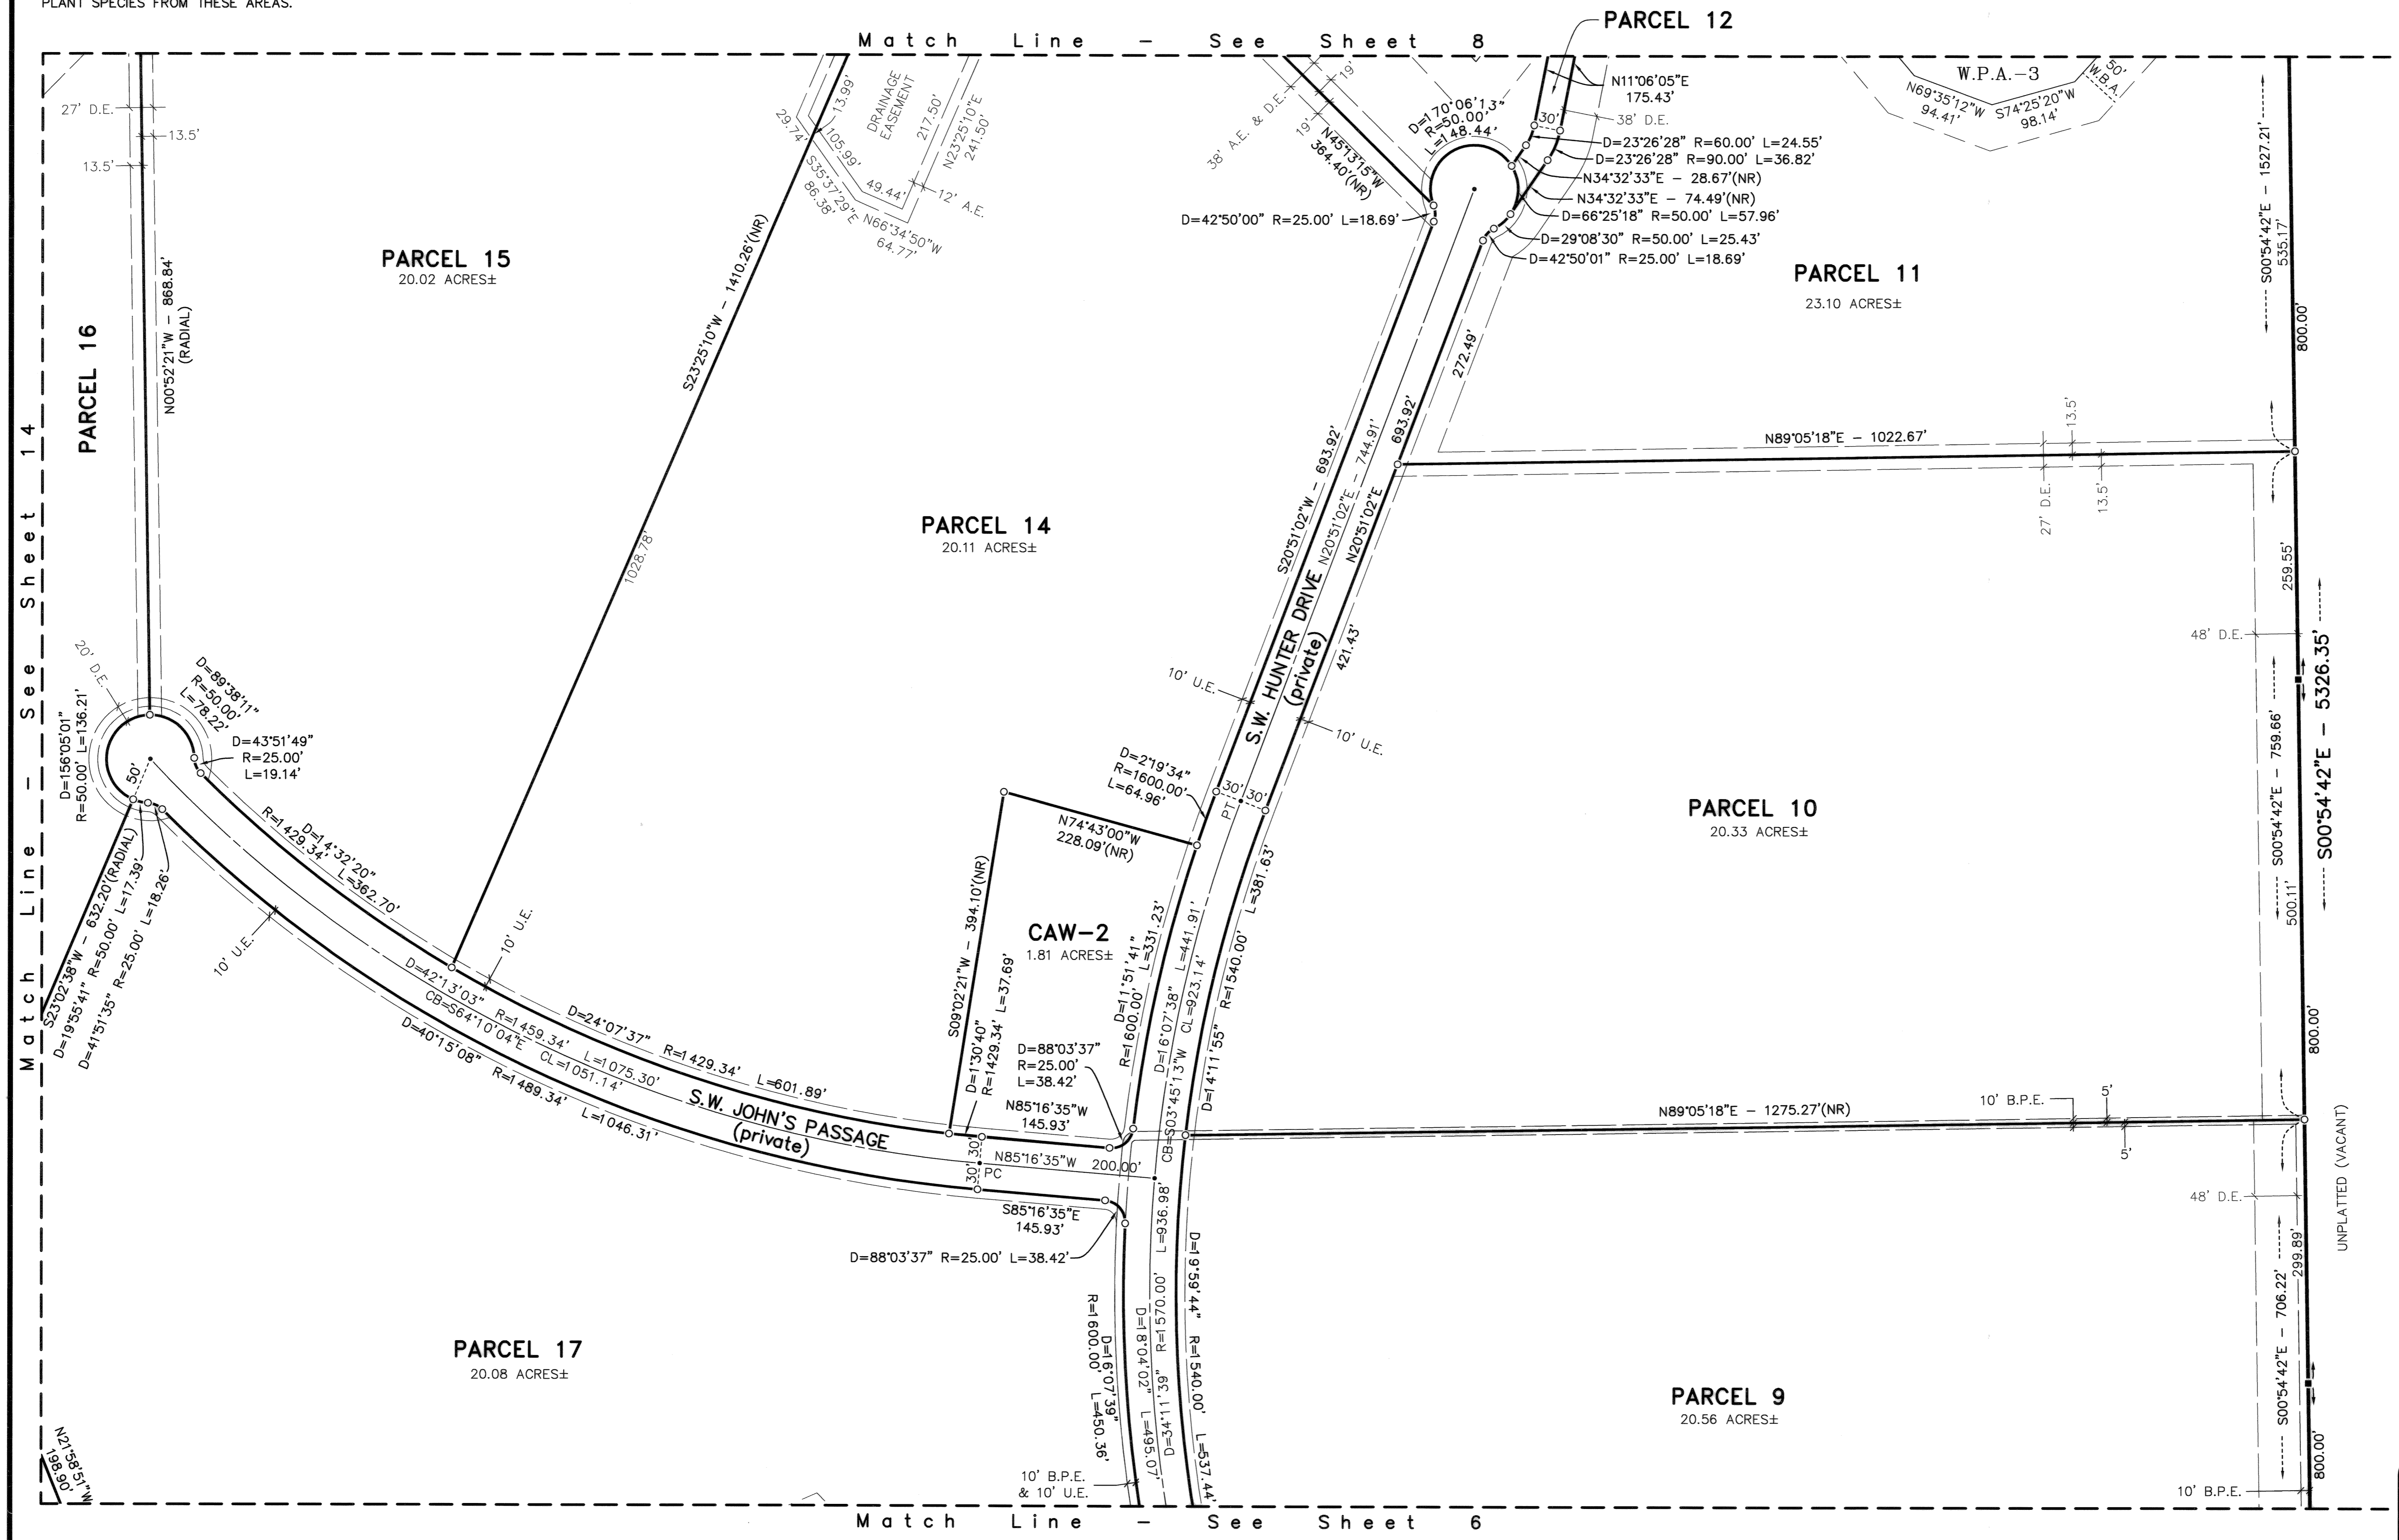 PLANT SPECIES FROM THESE AREAS.
Match Line - See Sheet 8
PARCEL 12
27' D.E.
13.5'
13.5'
N00°52'21"W - 868.84'
(RADIAL)
PARCEL 16
PARCEL 15
20.02 ACRES±
S23°25'10"W - 1410.26'(NR)
1028.78'
13.99'
29.74'
105.99'
S35°37'29"E
86.38'
DRAINAGE
EASEMENT
217.50'
N23°25'10"E
241.50'
49.44'
12' A.E.
N66°34'50"W
64.77'
38' A.E. & D.E.
19'
19'
N45°13'15"W
364.40'(NR)
D=170°06'13"
R=50.00'
L=148.44'
30'
N11°06'05"E
175.43'
38' D.E.
D=23°26'28" R=60.00' L=24.55'
D=23°26'28" R=90.00' L=36.82'
N34°32'33"E - 28.67'(NR)
N34°32'33"E - 74.49'(NR)
D=66°25'18" R=50.00' L=57.96'
D=29°08'30" R=50.00' L=25.43'
D=42°50'01" R=25.00' L=18.69'
D=42°50'00" R=25.00' L=18.69'
W.P.A.-3
N69°35'12"W
94.41'
S74°25'20"W
98.14'
50'
W.B.A.
S00°54'42"E - 1527.21'
535.17'
800.00'
PARCEL 11
23.10 ACRES±
272.49'
693.92'
N89°05'18"E - 1022.67'
13.5'
27' D.E.
13.5'
PARCEL 14
20.11 ACRES±
S20°51'02"W - 693.92'
N20°51'02"E - 744.91'
N20°51'02"E
S.W. HUNTER DRIVE
(private)
421.43'
10' U.E.
10' U.E.
259.55'
48' D.E.
S00°54'42"E - 759.66'
S00°54'42"E - 5326.35'
500.11'
800.00'
PARCEL 10
20.33 ACRES±
Match Line - See Sheet 14
20' D.E.
D=156°05'01"
R=50.00' L=136.21'
D=89°38'11"
R=50.00'
L=78.22'
D=43°51'49"
R=25.00'
L=19.14'
50'
D=14°32'20"
R=1429.34'
L=362.70'
S23°02'38"W - 632.20'(RADIAL)
D=19°55'41" R=50.00' L=17.39'
D=41°51'35" R=25.00' L=18.26'
10' U.E.
10' U.E.
D=2°19'34"
R=1600.00'
L=64.96'
30' 30'
PT
N74°43'00"W
228.09'(NR)
S09°02'21"W - 394.10'(NR)
CAW-2
1.81 ACRES±
D=11°51'41"
R=1600.00'
L=331.23'
L=441.91'
D=16°07'38"
CB=S03°45'13"W CL=923.14'
D=14°11'55" R=1540.00' L=381.63'
D=1°30'40"
R=1429.34' L=37.69'
D=88°03'37"
R=25.00'
L=38.42'
N85°16'35"W
145.93'
D=42°13'03"
R=1459.34' L=1075.30'
CB=S64°10'04"E CL=1051.14'
D=24°07'37" R=1429.34' L=601.89'
D=40°15'08" R=1489.34' L=1046.31'
S.W. JOHN'S PASSAGE
(private)
30' 30'
PC
N85°16'35"W 200.00'
S85°16'35"E
145.93'
D=88°03'37" R=25.00' L=38.42'
N89°05'18"E - 1275.27'(NR)
10' B.P.E.
5'
5'
UNPLATTED (VACANT)
48' D.E.
S00°54'42"E - 706.22'
299.89'
800.00'
10' B.P.E.
D=16°07'39"
R=1600.00' L=450.36'
D=18°04'02" L=495.07'
D=34°11'39" R=1570.00' L=936.98'
D=19°59'44" R=1540.00' L=537.44'
10' B.P.E.
& 10' U.E.
PARCEL 17
20.08 ACRES±
PARCEL 9
20.56 ACRES±
N21°58'51"W
198.90'
Match Line - See Sheet 6